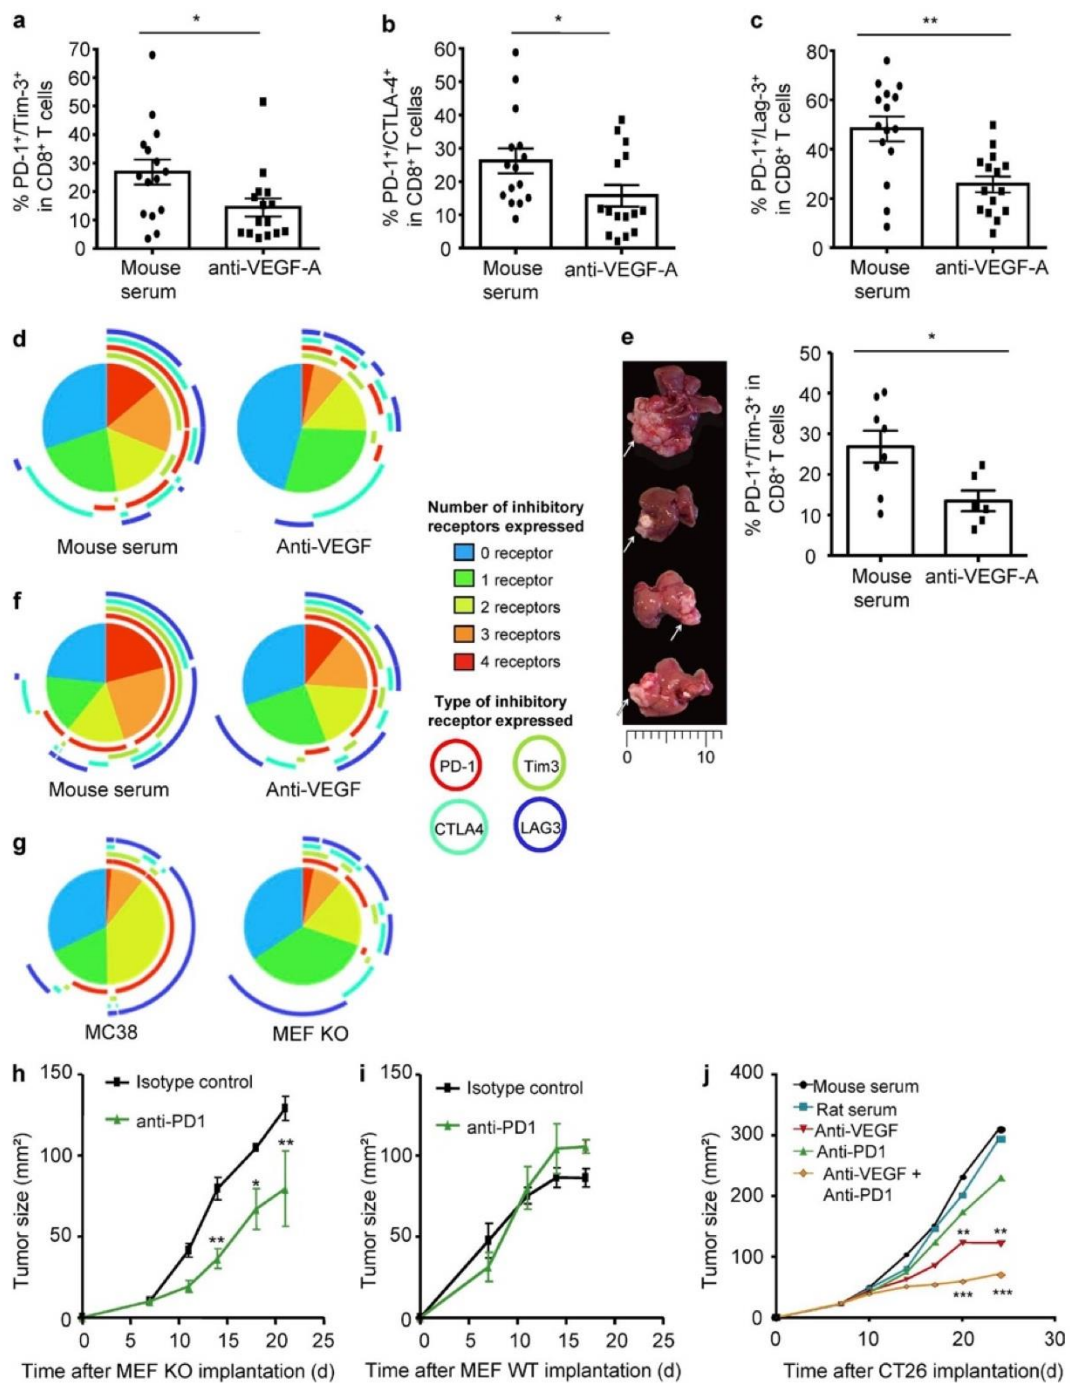 a
*
70
60
50
40
30
20
10
0
% PD-1⁺/Tim-3⁺
in CD8⁺ T cells
Mouse
serum
anti-VEGF-A
b
*
60
40
20
0
% PD-1⁺/CTLA-4⁺
in CD8⁺ T cellas
Mouse
serum
anti-VEGF-A
c
**
80
60
40
20
0
% PD-1⁺/Lag-3⁺
in CD8⁺ T cells
Mouse
serum
anti-VEGF-A
d
Mouse serum
Anti-VEGF
Number of inhibitory
receptors expressed
0 receptor
1 receptor
2 receptors
3 receptors
4 receptors
Type of inhibitory
receptor expressed
PD-1
Tim3
CTLA4
LAG3
e
0
10
*
50
40
30
20
10
0
% PD-1⁺/Tim-3⁺ in
CD8⁺ T cells
Mouse
serum
anti-VEGF-A
f
Mouse serum
Anti-VEGF
g
MC38
MEF KO
h
150
100
50
0
Tumor size (mm²)
Isotype control
anti-PD1
**
*
**
0 5 10 15 20 25
Time after MEF KO implantation (d)
i
150
100
50
0
Tumor size (mm²)
Isotype control
anti-PD1
0 5 10 15 20 25
Time after MEF WT implantation (d)
j
400
300
200
100
0
Tumor size (mm²)
Mouse serum
Rat serum
Anti-VEGF
Anti-PD1
Anti-VEGF +
Anti-PD1
** **
*** ***
0 10 20 30
Time after CT26 implantation(d)